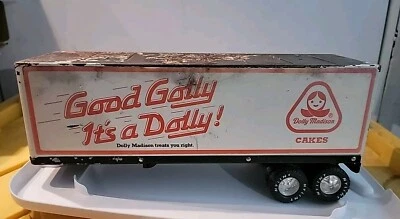 Good Golly
It's a Dolly!
Dolly Madison treats you right.
Dolly Madison
®
CAKES